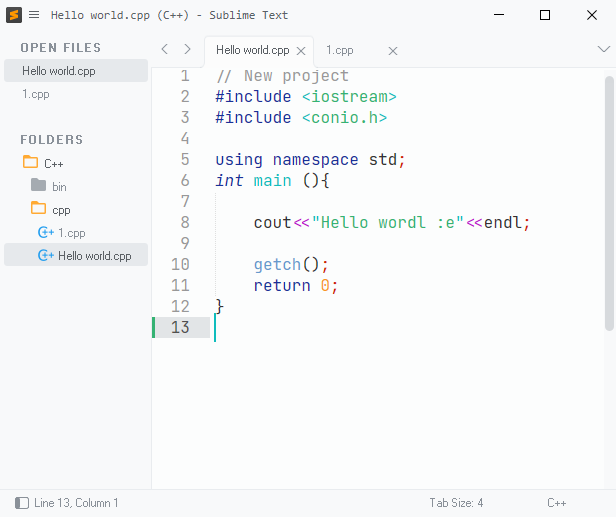 Hello world.cpp (C++) - Sublime Text
OPEN FILES
Hello world.cpp
1.cpp
FOLDERS
C++
bin
cpp
1.cpp
Hello world.cpp
Hello world.cpp 1.cpp
1 // New project
2 #include <iostream>
3 #include <conio.h>
4
5 using namespace std;
6 int main (){
7
8 cout<<"Hello wordl :e"<<endl;
9
10 getch();
11 return 0;
12 }
13
Line 13, Column 1 Tab Size: 4 C++